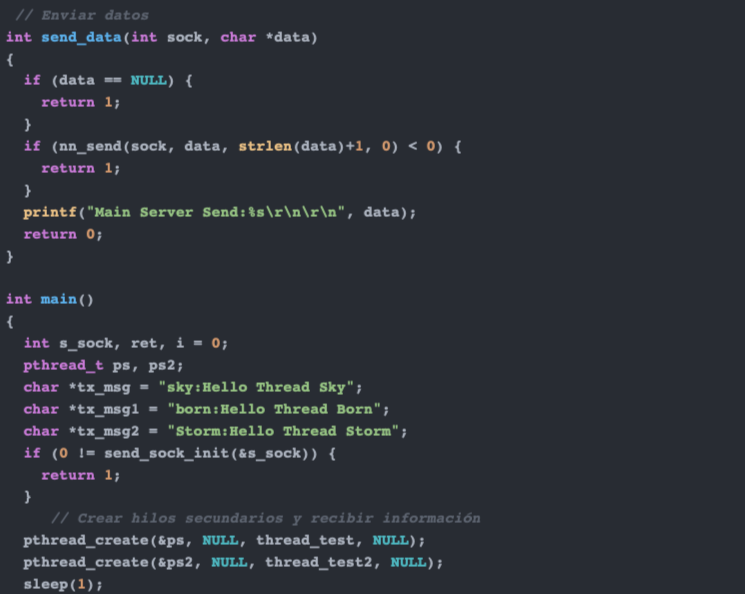 // Enviar datos
int send_data(int sock, char *data)
{
if (data == NULL) {
return 1;
}
if (nn_send(sock, data, strlen(data)+1, 0) < 0) {
return 1;
}
printf("Main Server Send:%s\r\n\r\n", data);
return 0;
}
int main()
{
int s_sock, ret, i = 0;
pthread_t ps, ps2;
char *tx_msg = "sky:Hello Thread Sky";
char *tx_msg1 = "born:Hello Thread Born";
char *tx_msg2 = "Storm:Hello Thread Storm";
if (0 != send_sock_init(&s_sock)) {
return 1;
}
// Crear hilos secundarios y recibir información
pthread_create(&ps, NULL, thread_test, NULL);
pthread_create(&ps2, NULL, thread_test2, NULL);
sleep(1);